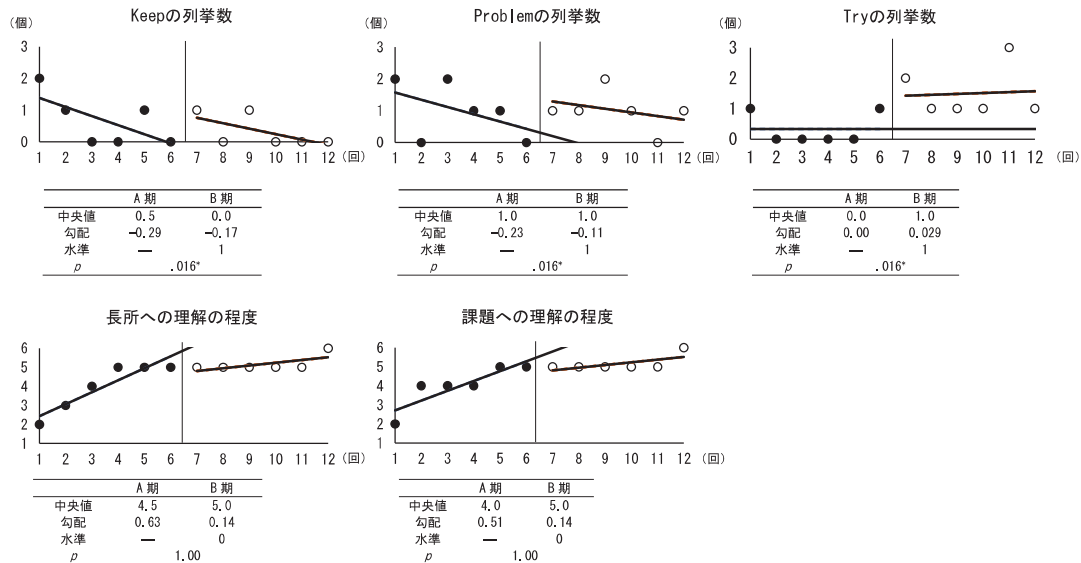 Keepの列挙数
(個)
3
2
1
0
1 2 3 4 5 6 7 8 9 10 11 12 (回)
A期 B期
中央値 0.5 0.0
勾配 −0.29 −0.17
水準 — 1
p .016*
Problemの列挙数
(個)
3
2
1
0
1 2 3 4 5 6 7 8 9 10 11 12 (回)
A期 B期
中央値 1.0 1.0
勾配 −0.23 −0.11
水準 — 1
p .016*
Tryの列挙数
(個)
3
2
1
0
1 2 3 4 5 6 7 8 9 10 11 12 (回)
A期 B期
中央値 0.0 1.0
勾配 0.00 0.029
水準 — 1
p .016*
長所への理解の程度
6
5
4
3
2
1
1 2 3 4 5 6 7 8 9 10 11 12 (回)
A期 B期
中央値 4.5 5.0
勾配 0.63 0.14
水準 — 0
p 1.00
課題への理解の程度
6
5
4
3
2
1
1 2 3 4 5 6 7 8 9 10 11 12 (回)
A期 B期
中央値 4.0 5.0
勾配 0.51 0.14
水準 — 0
p 1.00